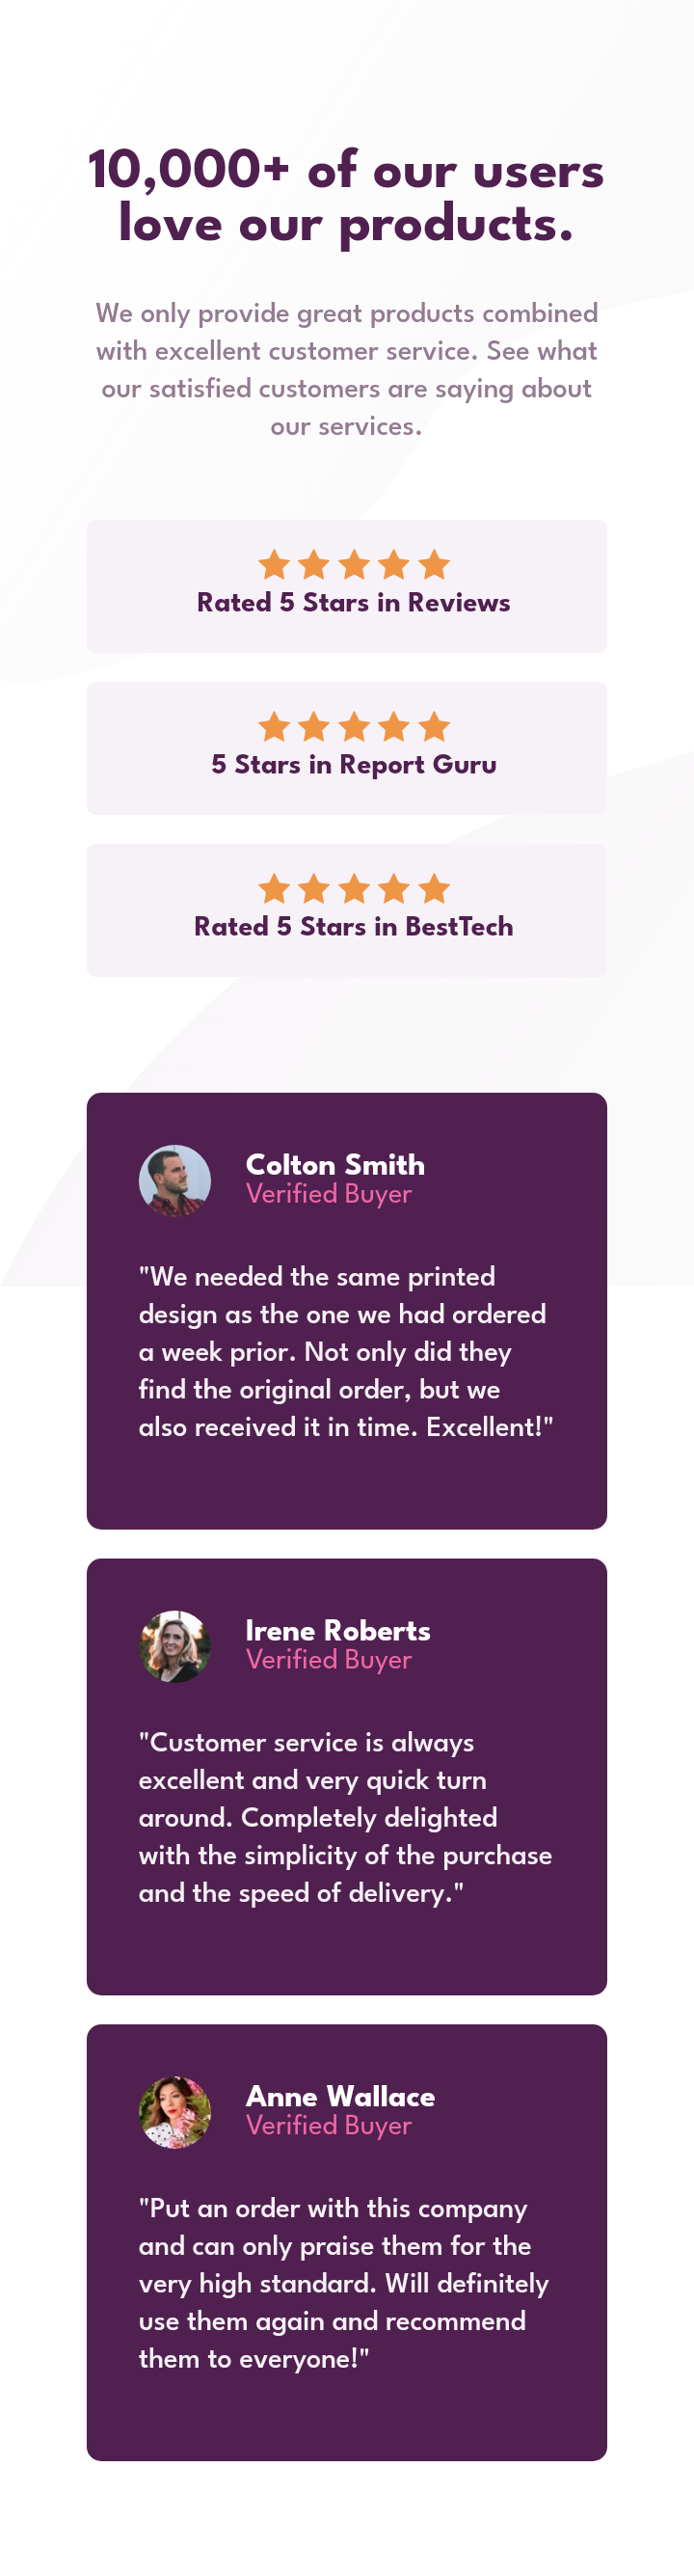 10,000+ of our users
love our products.
We only provide great products combined
with excellent customer service. See what
our satisfied customers are saying about
our services.
Rated 5 Stars in Reviews
5 Stars in Report Guru
Rated 5 Stars in BestTech
Colton Smith
Verified Buyer
"We needed the same printed
design as the one we had ordered
a week prior. Not only did they
find the original order, but we
also received it in time. Excellent!"
Irene Roberts
Verified Buyer
"Customer service is always
excellent and very quick turn
around. Completely delighted
with the simplicity of the purchase
and the speed of delivery."
Anne Wallace
Verified Buyer
"Put an order with this company
and can only praise them for the
very high standard. Will definitely
use them again and recommend
them to everyone!"